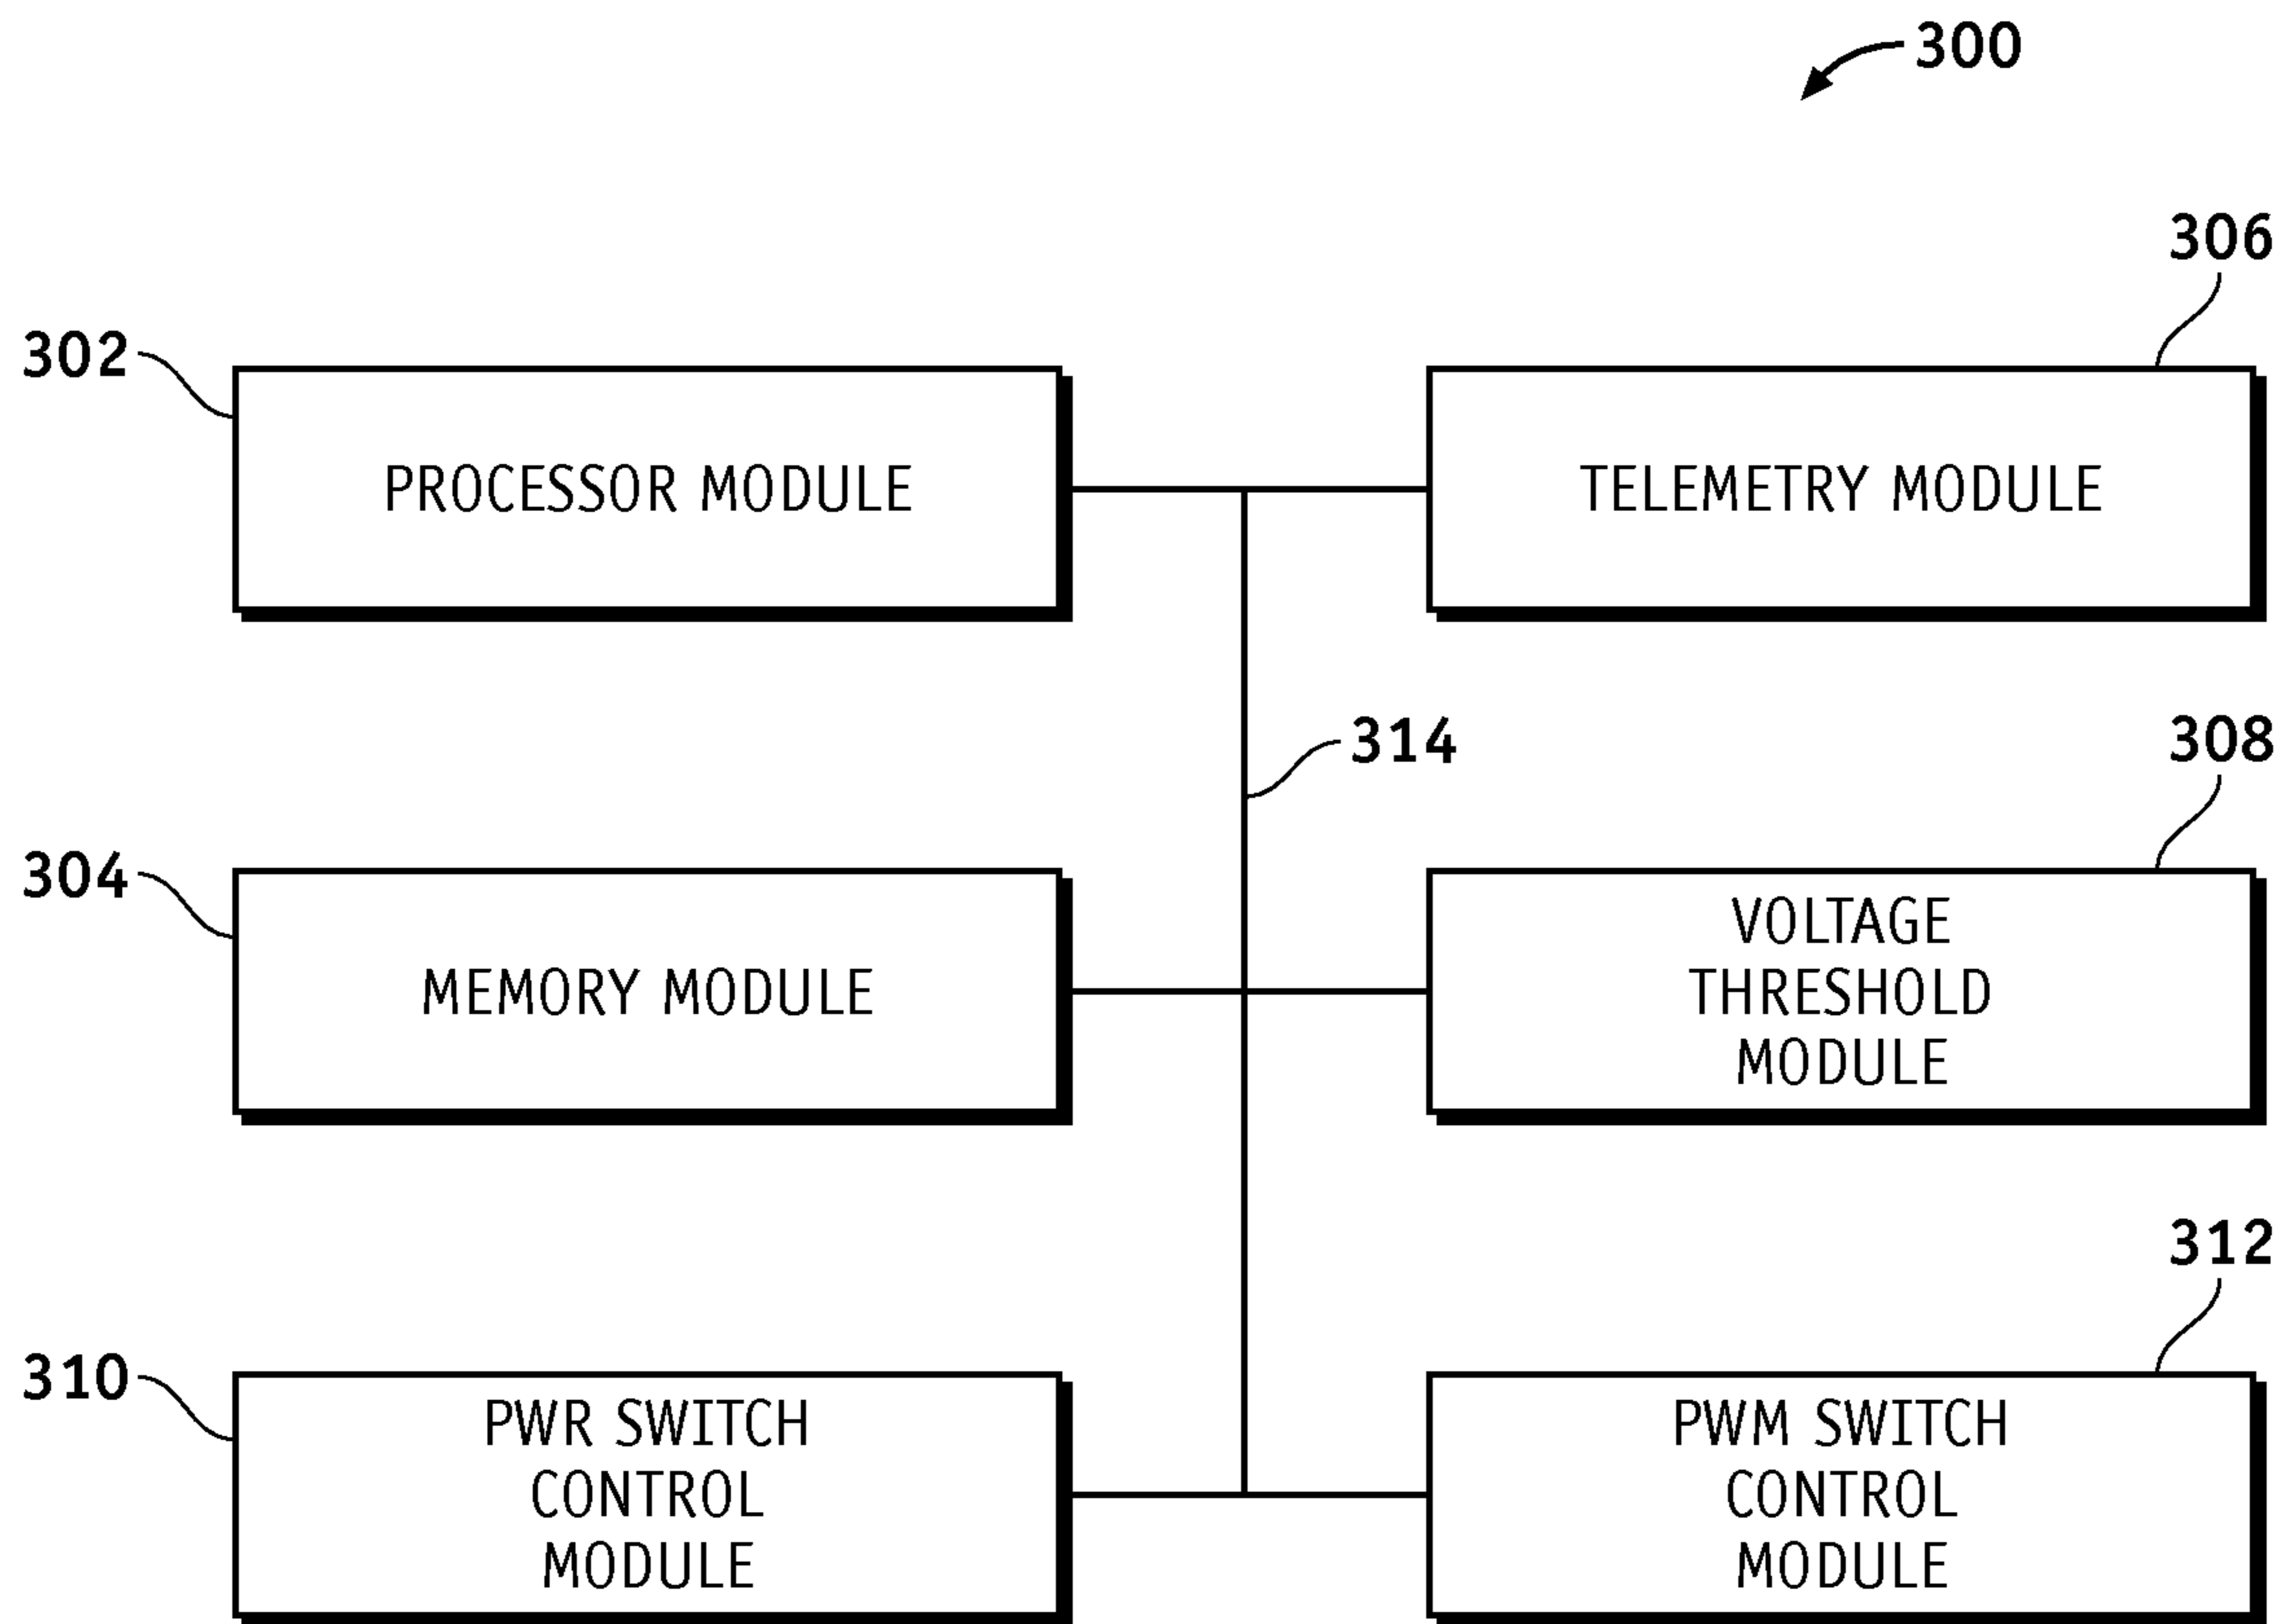 300
306
302
PROCESSOR MODULE
TELEMETRY MODULE
314
308
304
MEMORY MODULE
VOLTAGE
THRESHOLD
MODULE
312
310
PWR SWITCH
CONTROL
MODULE
PWM SWITCH
CONTROL
MODULE